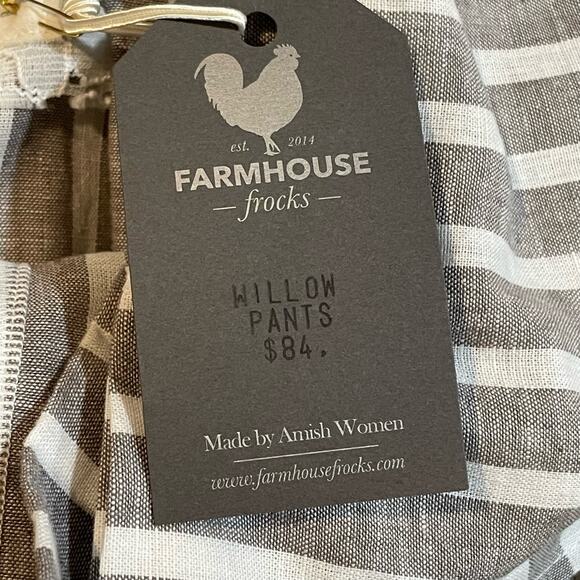 est. 2014
FARMHOUSE
— frocks —
WILLOW
PANTS
$84.
Made by Amish Women
www.farmhousefrocks.com